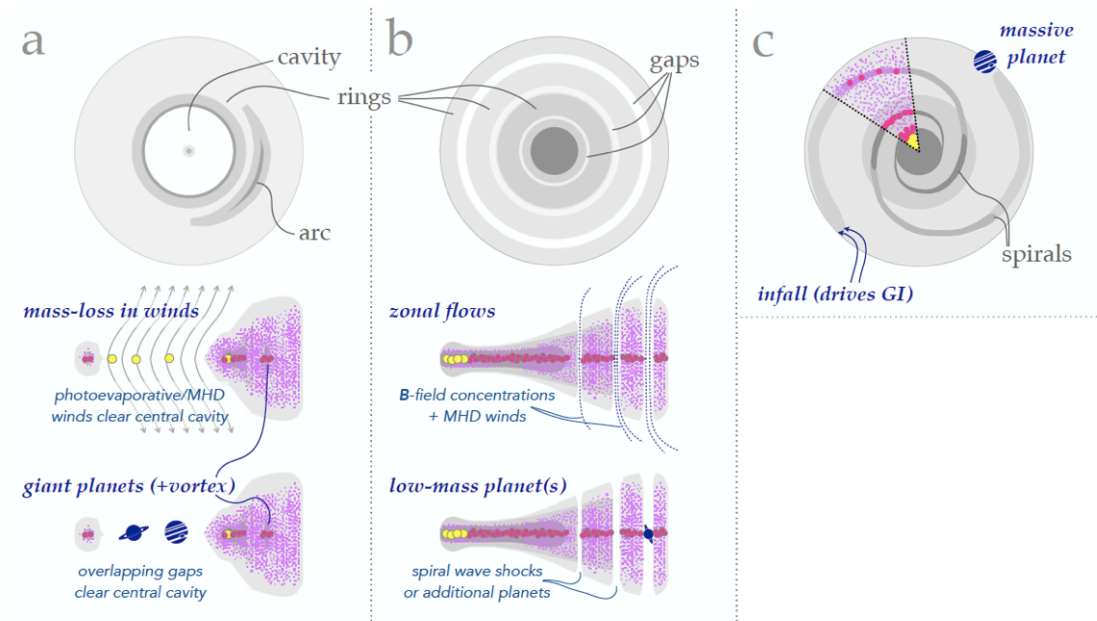 a
cavity
rings
arc
mass-loss in winds
photoevaporative/MHD
winds clear central cavity
giant planets (+vortex)
overlapping gaps
clear central cavity
b
gaps
zonal flows
B-field concentrations
+ MHD winds
low-mass planet(s)
spiral wave shocks
or additional planets
c
massive
planet
spirals
infall (drives GI)